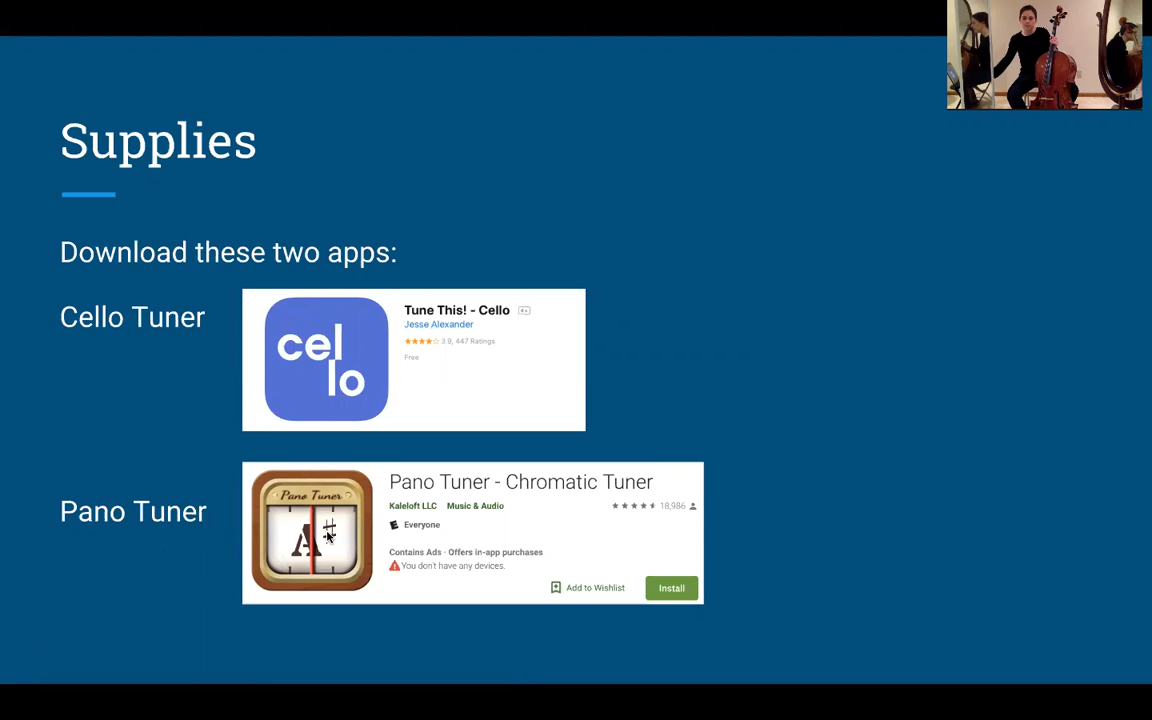 Supplies
Download these two apps:
Cello Tuner
cel
lo
Tune This! - Cello 4+
Jesse Alexander
3.9, 447 Ratings
Free
Pano Tuner
Pano Tuner
A#
Pano Tuner - Chromatic Tuner
Kaleloft LLC Music & Audio
18,986
E Everyone
Contains Ads · Offers in-app purchases
You don't have any devices.
Add to Wishlist
Install